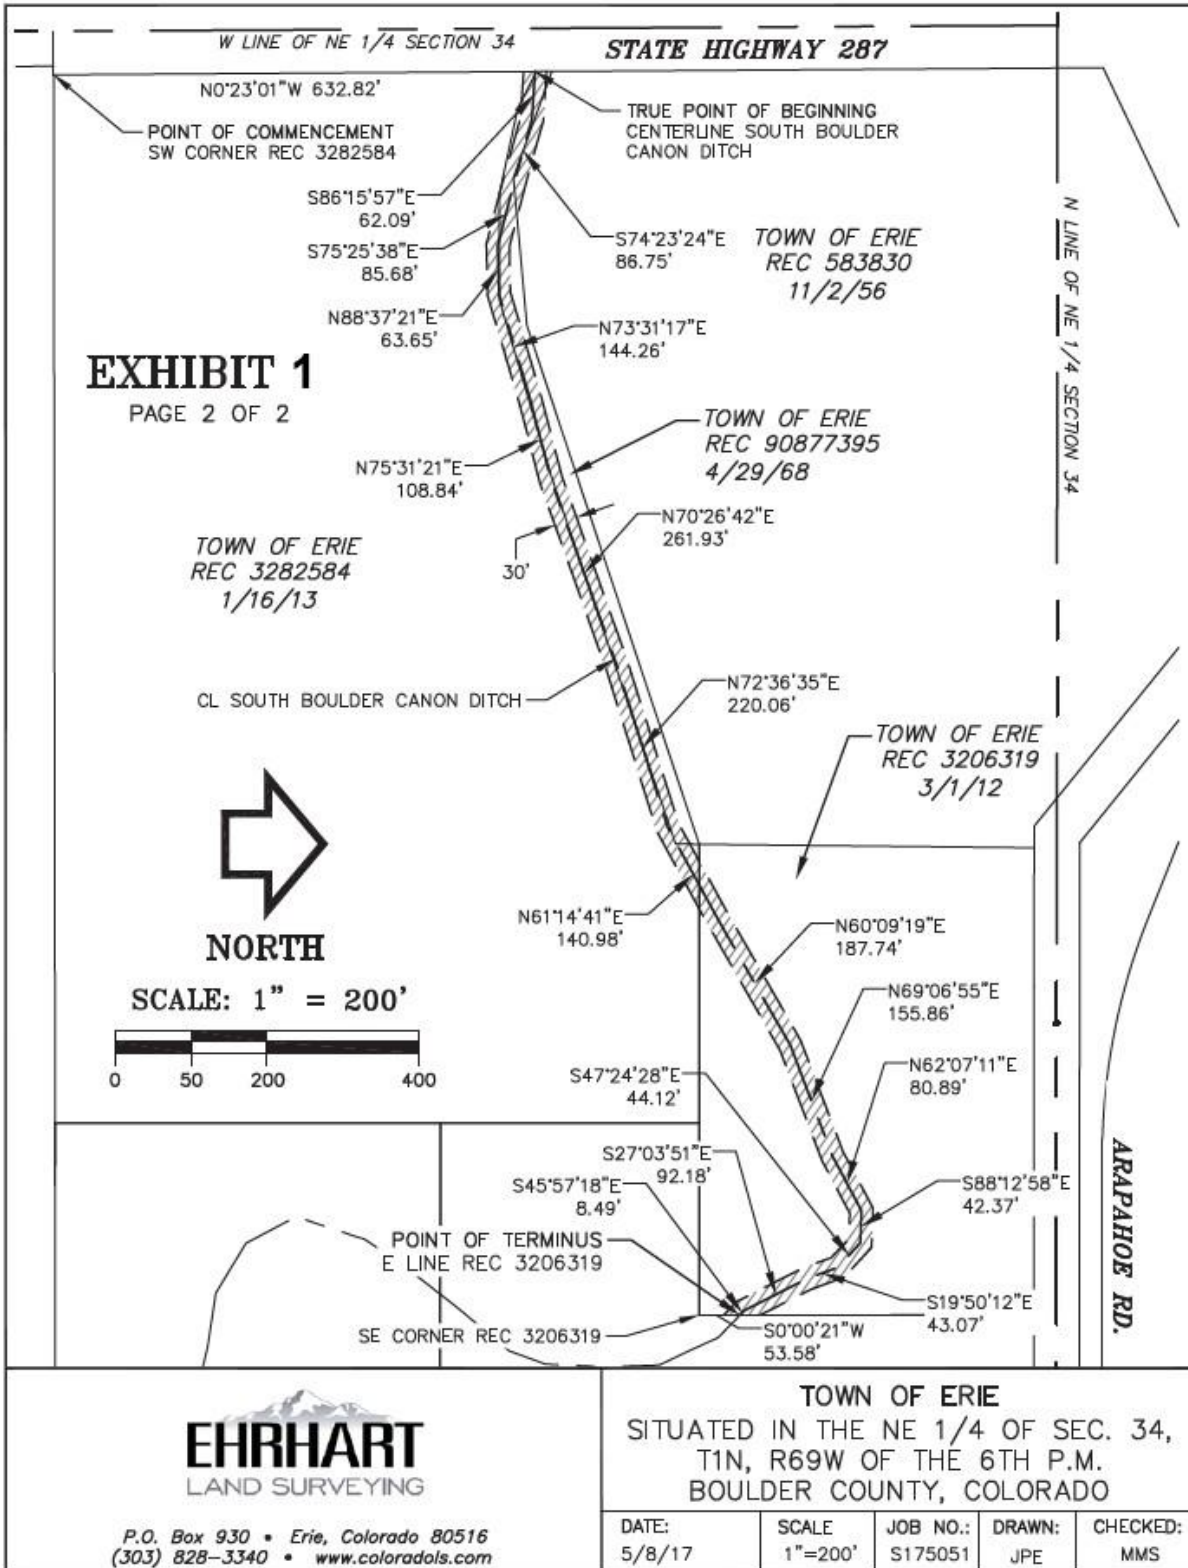 W LINE OF NE 1/4 SECTION 34
STATE HIGHWAY 287
N0°23'01"W 632.82'
POINT OF COMMENCEMENT
SW CORNER REC 3282584
TRUE POINT OF BEGINNING
CENTERLINE SOUTH BOULDER
CANON DITCH
S86°15'57"E
62.09'
S75°25'38"E
85.68'
S74°23'24"E
86.75'
TOWN OF ERIE
REC 583830
11/2/56
N LINE OF NE 1/4 SECTION 34
N88°37'21"E
63.65'
N73°31'17"E
144.26'
EXHIBIT 1
PAGE 2 OF 2
TOWN OF ERIE
REC 90877395
4/29/68
N75°31'21"E
108.84'
N70°26'42"E
261.93'
30'
TOWN OF ERIE
REC 3282584
1/16/13
CL SOUTH BOULDER CANON DITCH
N72°36'35"E
220.06'
TOWN OF ERIE
REC 3206319
3/1/12
NORTH
SCALE: 1" = 200'
0 50 200 400
N61°14'41"E
140.98'
N60°09'19"E
187.74'
N69°06'55"E
155.86'
S47°24'28"E
44.12'
N62°07'11"E
80.89'
S27°03'51"E
92.18'
S45°57'18"E
8.49'
S88°12'58"E
42.37'
POINT OF TERMINUS
E LINE REC 3206319
SE CORNER REC 3206319
S19°50'12"E
43.07'
S0°00'21"W
53.58'
ARAPAHOE RD.
EHRHART
LAND SURVEYING
P.O. Box 930 • Erie, Colorado 80516
(303) 828-3340 • www.coloradols.com
TOWN OF ERIE
SITUATED IN THE NE 1/4 OF SEC. 34,
T1N, R69W OF THE 6TH P.M.
BOULDER COUNTY, COLORADO
DATE: SCALE JOB NO.: DRAWN: CHECKED:
5/8/17 1"=200' S175051 JPE MMS